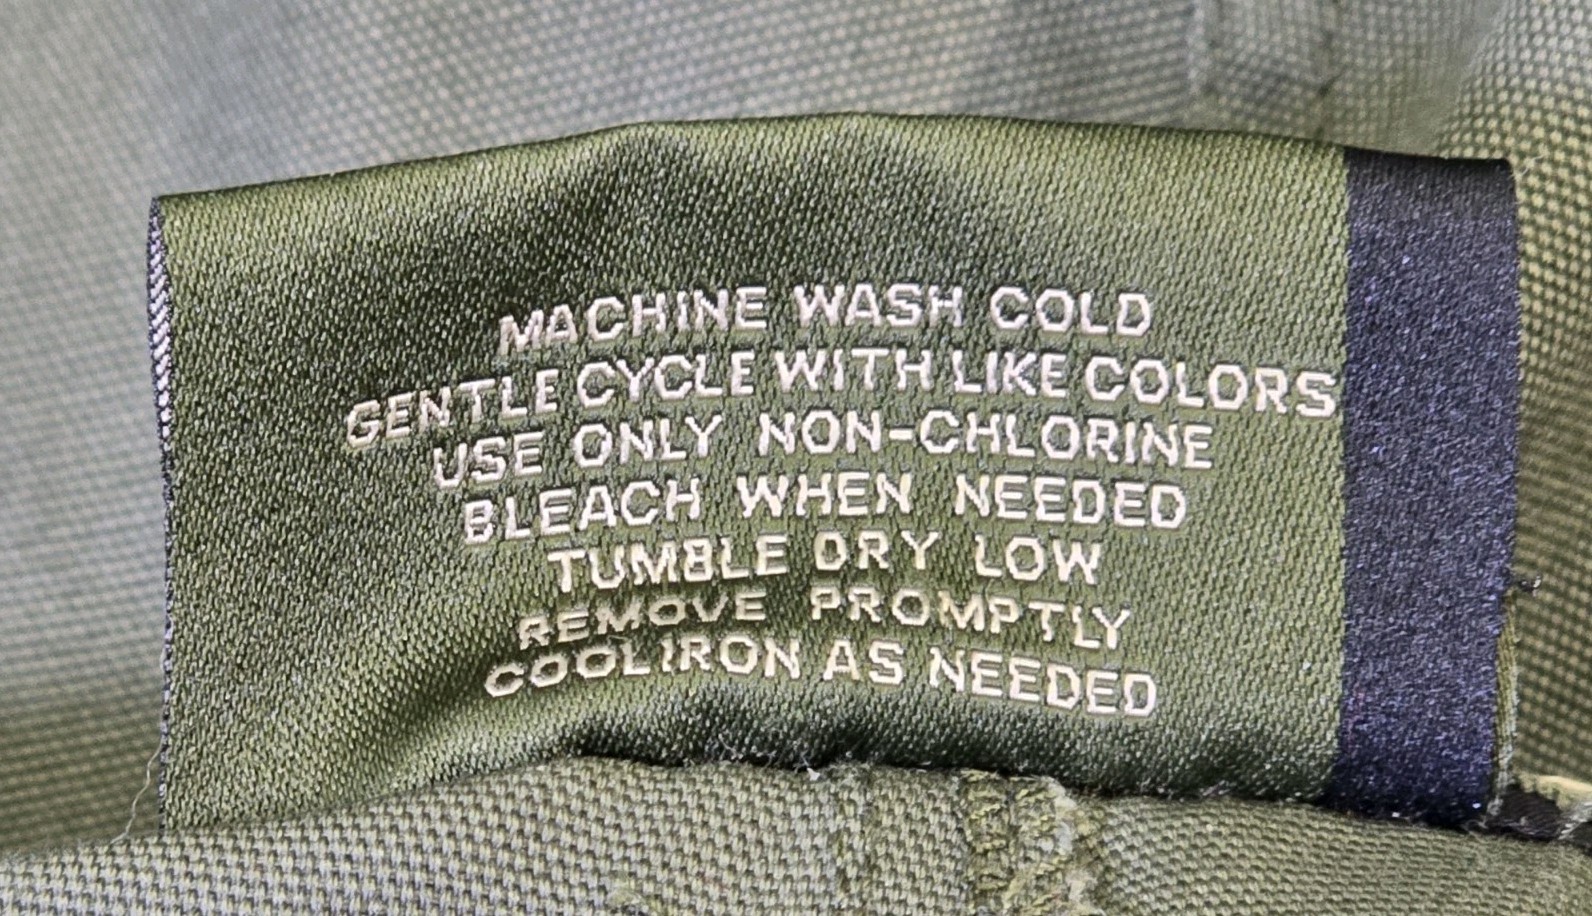 MACHINE WASH COLD
GENTLE CYCLE WITH LIKE COLORS
USE ONLY NON-CHLORINE
BLEACH WHEN NEEDED
TUMBLE DRY LOW
REMOVE PROMPTLY
COOL IRON AS NEEDED